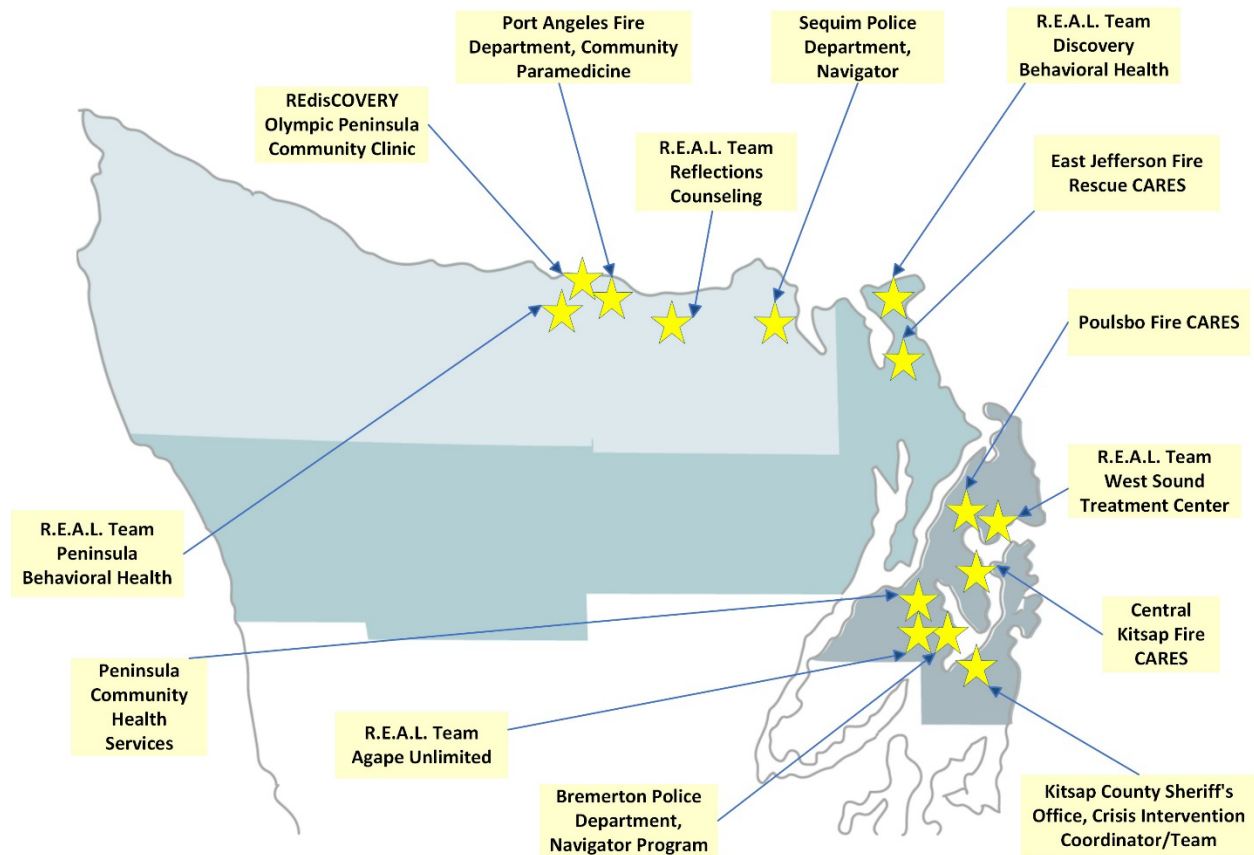 Port Angeles Fire
Department, Community
Paramedicine
Sequim Police
Department,
Navigator
R.E.A.L. Team
Discovery
Behavioral Health
REdisCOVERY
Olympic Peninsula
Community Clinic
R.E.A.L. Team
Reflections
Counseling
East Jefferson Fire
Rescue CARES
Poulsbo Fire CARES
R.E.A.L. Team
West Sound
Treatment Center
R.E.A.L. Team
Peninsula
Behavioral Health
Central
Kitsap Fire
CARES
Peninsula
Community
Health
Services
R.E.A.L. Team
Agape Unlimited
Bremerton Police
Department,
Navigator Program
Kitsap County Sheriff's
Office, Crisis Intervention
Coordinator/Team